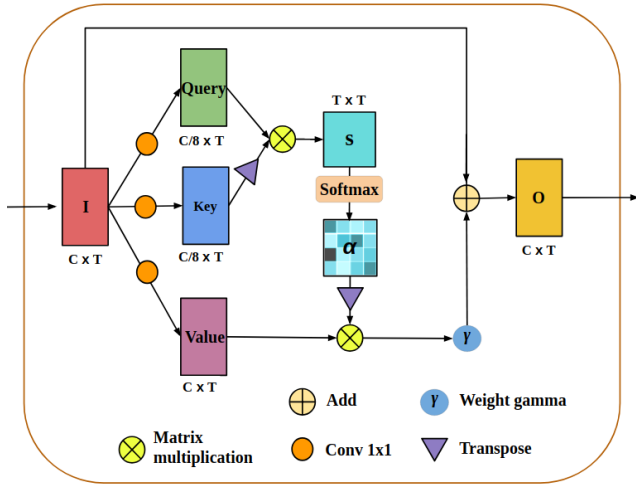 Query
C/8 x T
T x T
S
I
C x T
Key
C/8 x T
Softmax
α
O
C x T
Value
C x T
γ
Add
γ
Weight gamma
Matrix
multiplication
Conv 1x1
Transpose